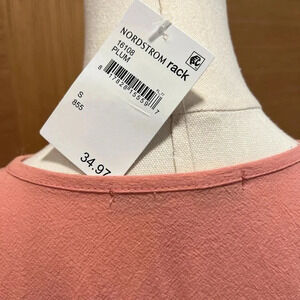 NORDSTROM rack
16108
PLUM
S
855
34.97